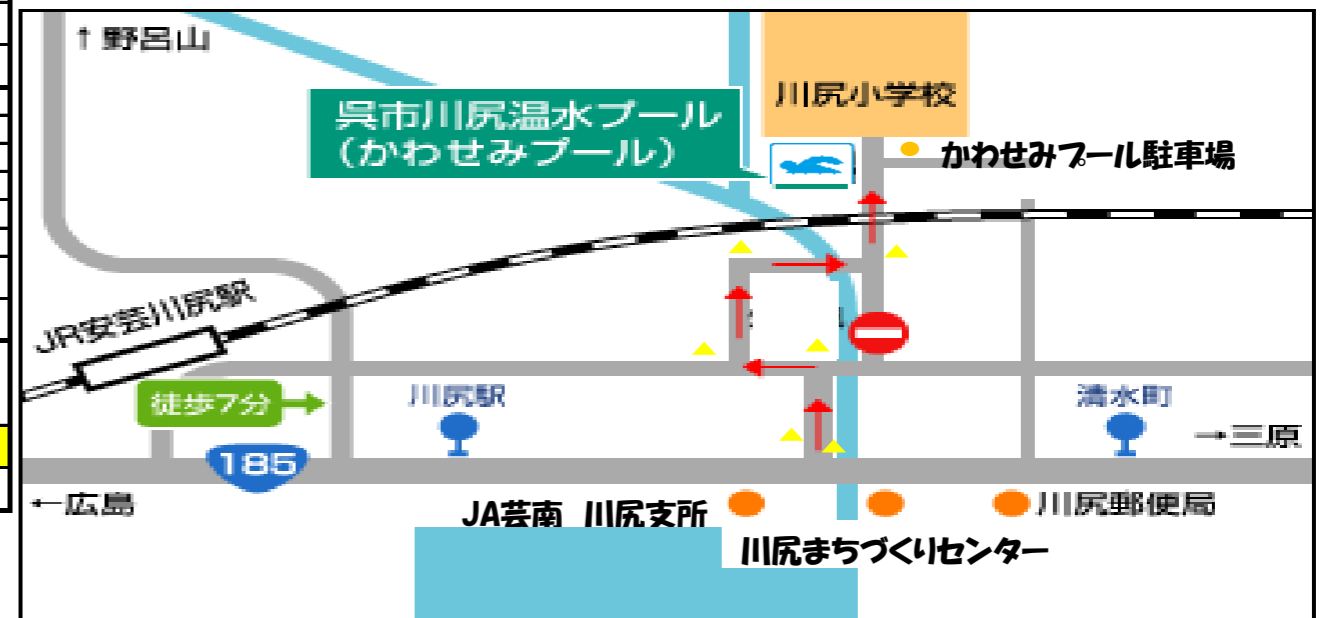 ↑野呂山
呉市川尻温水プール
(かわせみプール)
川尻小学校
かわせみプール駐車場
JR安芸川尻駅
徒歩7分→
川尻駅
清水町
→三原
185
←広島
JA芸南 川尻支所
川尻郵便局
川尻まちづくりセンター